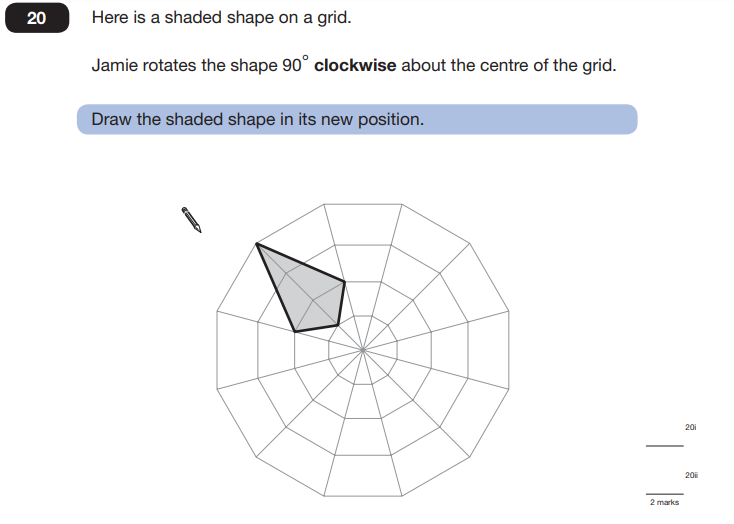 20
Here is a shaded shape on a grid.
Jamie rotates the shape 90° clockwise about the centre of the grid.
Draw the shaded shape in its new position.
20i
20ii
2 marks